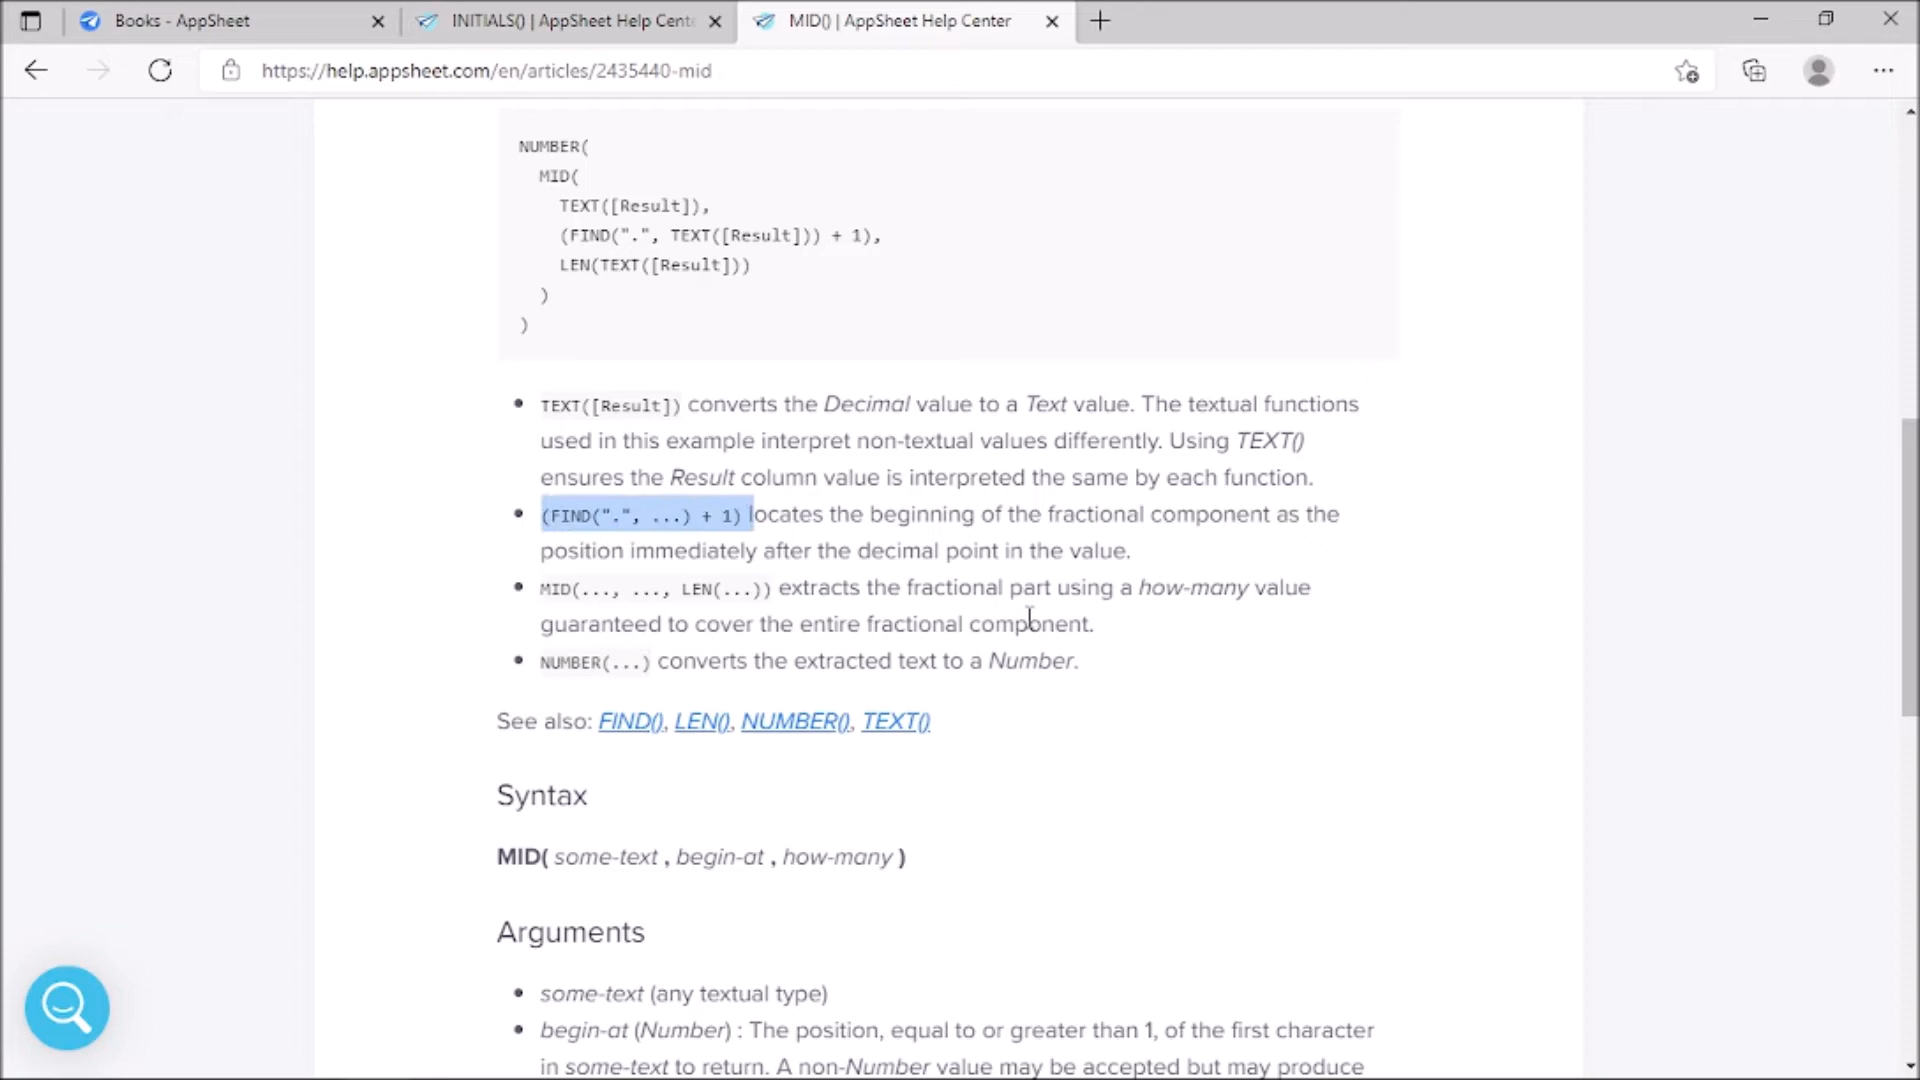 Books - AppSheet
INITIALS() | AppSheet Help Cent
MID() | AppSheet Help Center
https://help.appsheet.com/en/articles/2435440-mid
NUMBER(
MID(
TEXT([Result]),
(FIND(".", TEXT([Result])) + 1),
LEN(TEXT([Result]))
)
)
• TEXT([Result]) converts the Decimal value to a Text value. The textual functions
used in this example interpret non-textual values differently. Using TEXT()
ensures the Result column value is interpreted the same by each function.
• (FIND(".", ...) + 1) locates the beginning of the fractional component as the
position immediately after the decimal point in the value.
• MID(..., ..., LEN(...)) extracts the fractional part using a how-many value
guaranteed to cover the entire fractional component.
• NUMBER(...) converts the extracted text to a Number.
See also: FIND(), LEN(), NUMBER(), TEXT()
Syntax
MID( some-text , begin-at , how-many )
Arguments
• some-text (any textual type)
• begin-at (Number) : The position, equal to or greater than 1, of the first character
in some-text to return. A non-Number value may be accepted but may produce